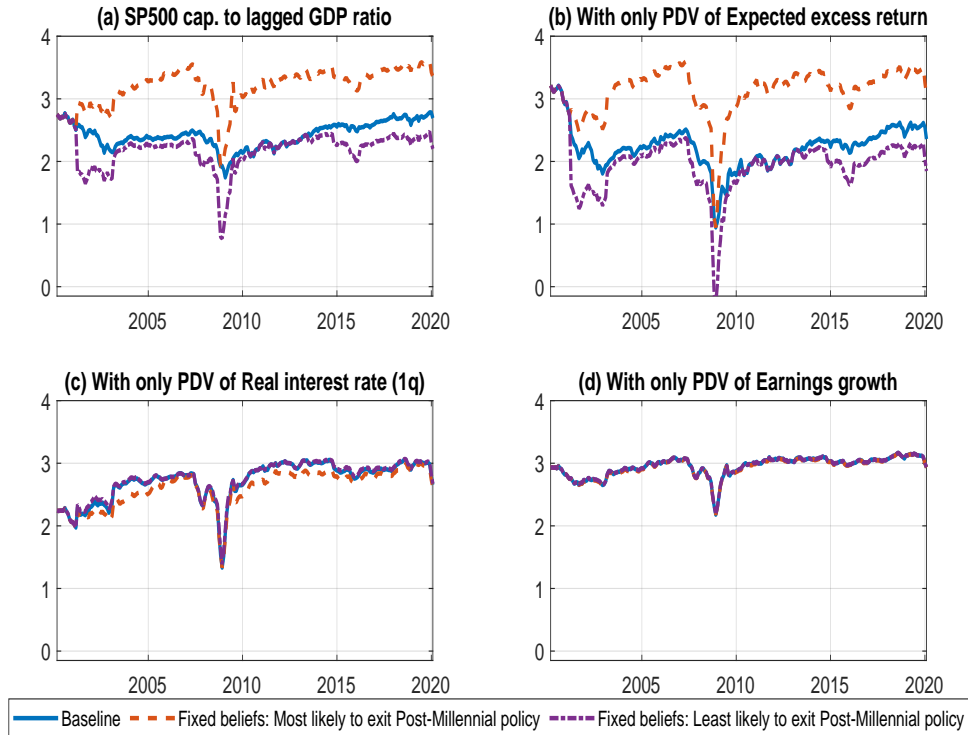 (a) SP500 cap. to lagged GDP ratio
4
3
2
1
0
2005 2010 2015 2020
(b) With only PDV of Expected excess return
4
3
2
1
0
2005 2010 2015 2020
(c) With only PDV of Real interest rate (1q)
4
3
2
1
0
2005 2010 2015 2020
(d) With only PDV of Earnings growth
4
3
2
1
0
2005 2010 2015 2020
Baseline Fixed beliefs: Most likely to exit Post-Millennial policy Fixed beliefs: Least likely to exit Post-Millennial policy